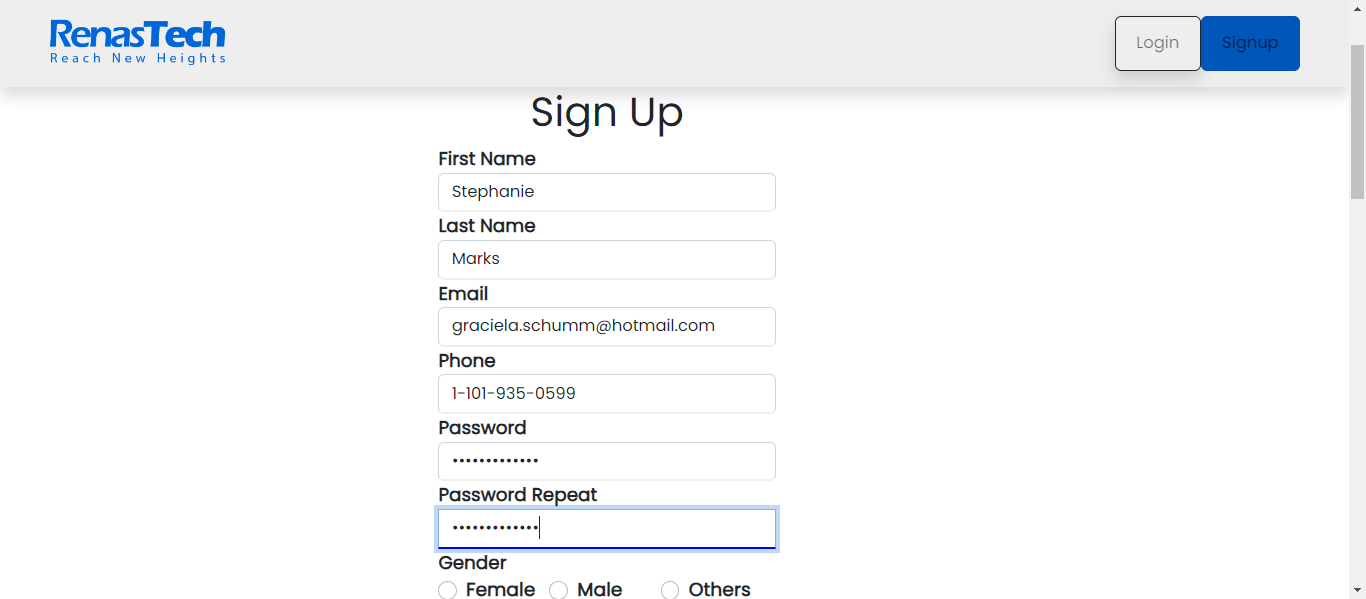 RenasTech
Reach New Heights
Login
Signup
Sign Up
First Name
Stephanie
Last Name
Marks
Email
graciela.schumm@hotmail.com
Phone
1-101-935-0599
Password
•••••••••••••
Password Repeat
•••••••••••••
Gender
Female Male Others